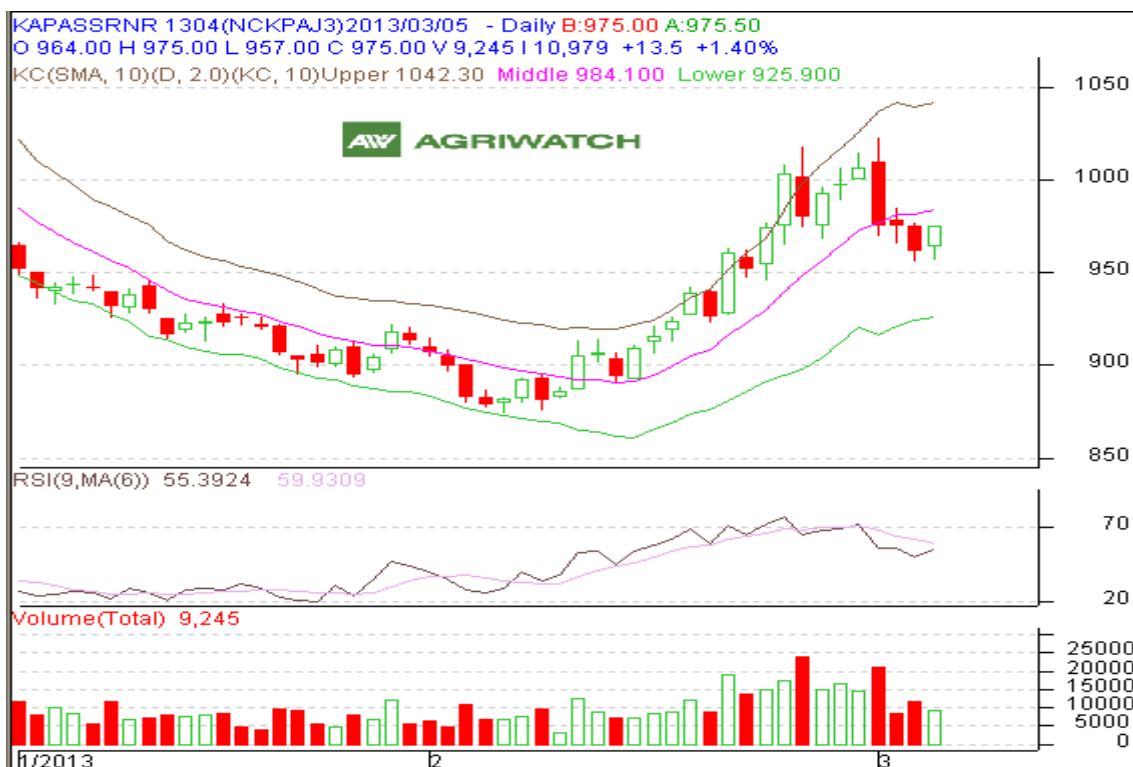 KAPASSRNR 1304(NCKPAJ3)2013/03/05 - Daily B:975.00 A:975.50
O 964.00 H 975.00 L 957.00 C 975.00 V 9,245 I 10,979 +13.5 +1.40%
KC(SMA, 10)(D, 2.0)(KC, 10)Upper 1042.30 Middle 984.100 Lower 925.900
1050
AW AGRIWATCH
1000
950
900
850
RSI(9,MA(6)) 55.3924 59.9309
70
20
Volume(Total) 9,245
25000
20000
15000
10000
5000
0
1/2013 2 3